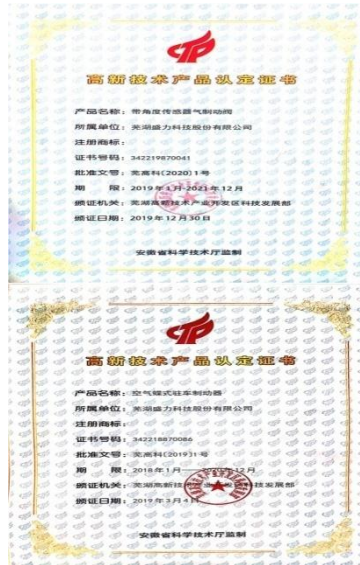 高新技术产品认定证书
产品名称：带角度传感器气制动阀
所属单位：芜湖盛力科技股份有限公司
注册商标：
证书号码：342219870041
批准文号：芜高科(2020)1号
期 限：2019年1月-2021年12月
颁证机关：芜湖高新技术产业开发区科技发展部
颁证日期：2019年12月30日
安徽省科学技术厅监制
高新技术产品认定证书
产品名称：空气蝶式驻车制动器
所属单位：芜湖盛力科技股份有限公司
注册商标：
证书号码：342218870086
批准文号：芜高科(2019)1号
期 限：2018年1月 12月
颁证机关：芜湖高新技 科技发展部
颁证日期：2019年3月4日
安徽省科学技术厅监制